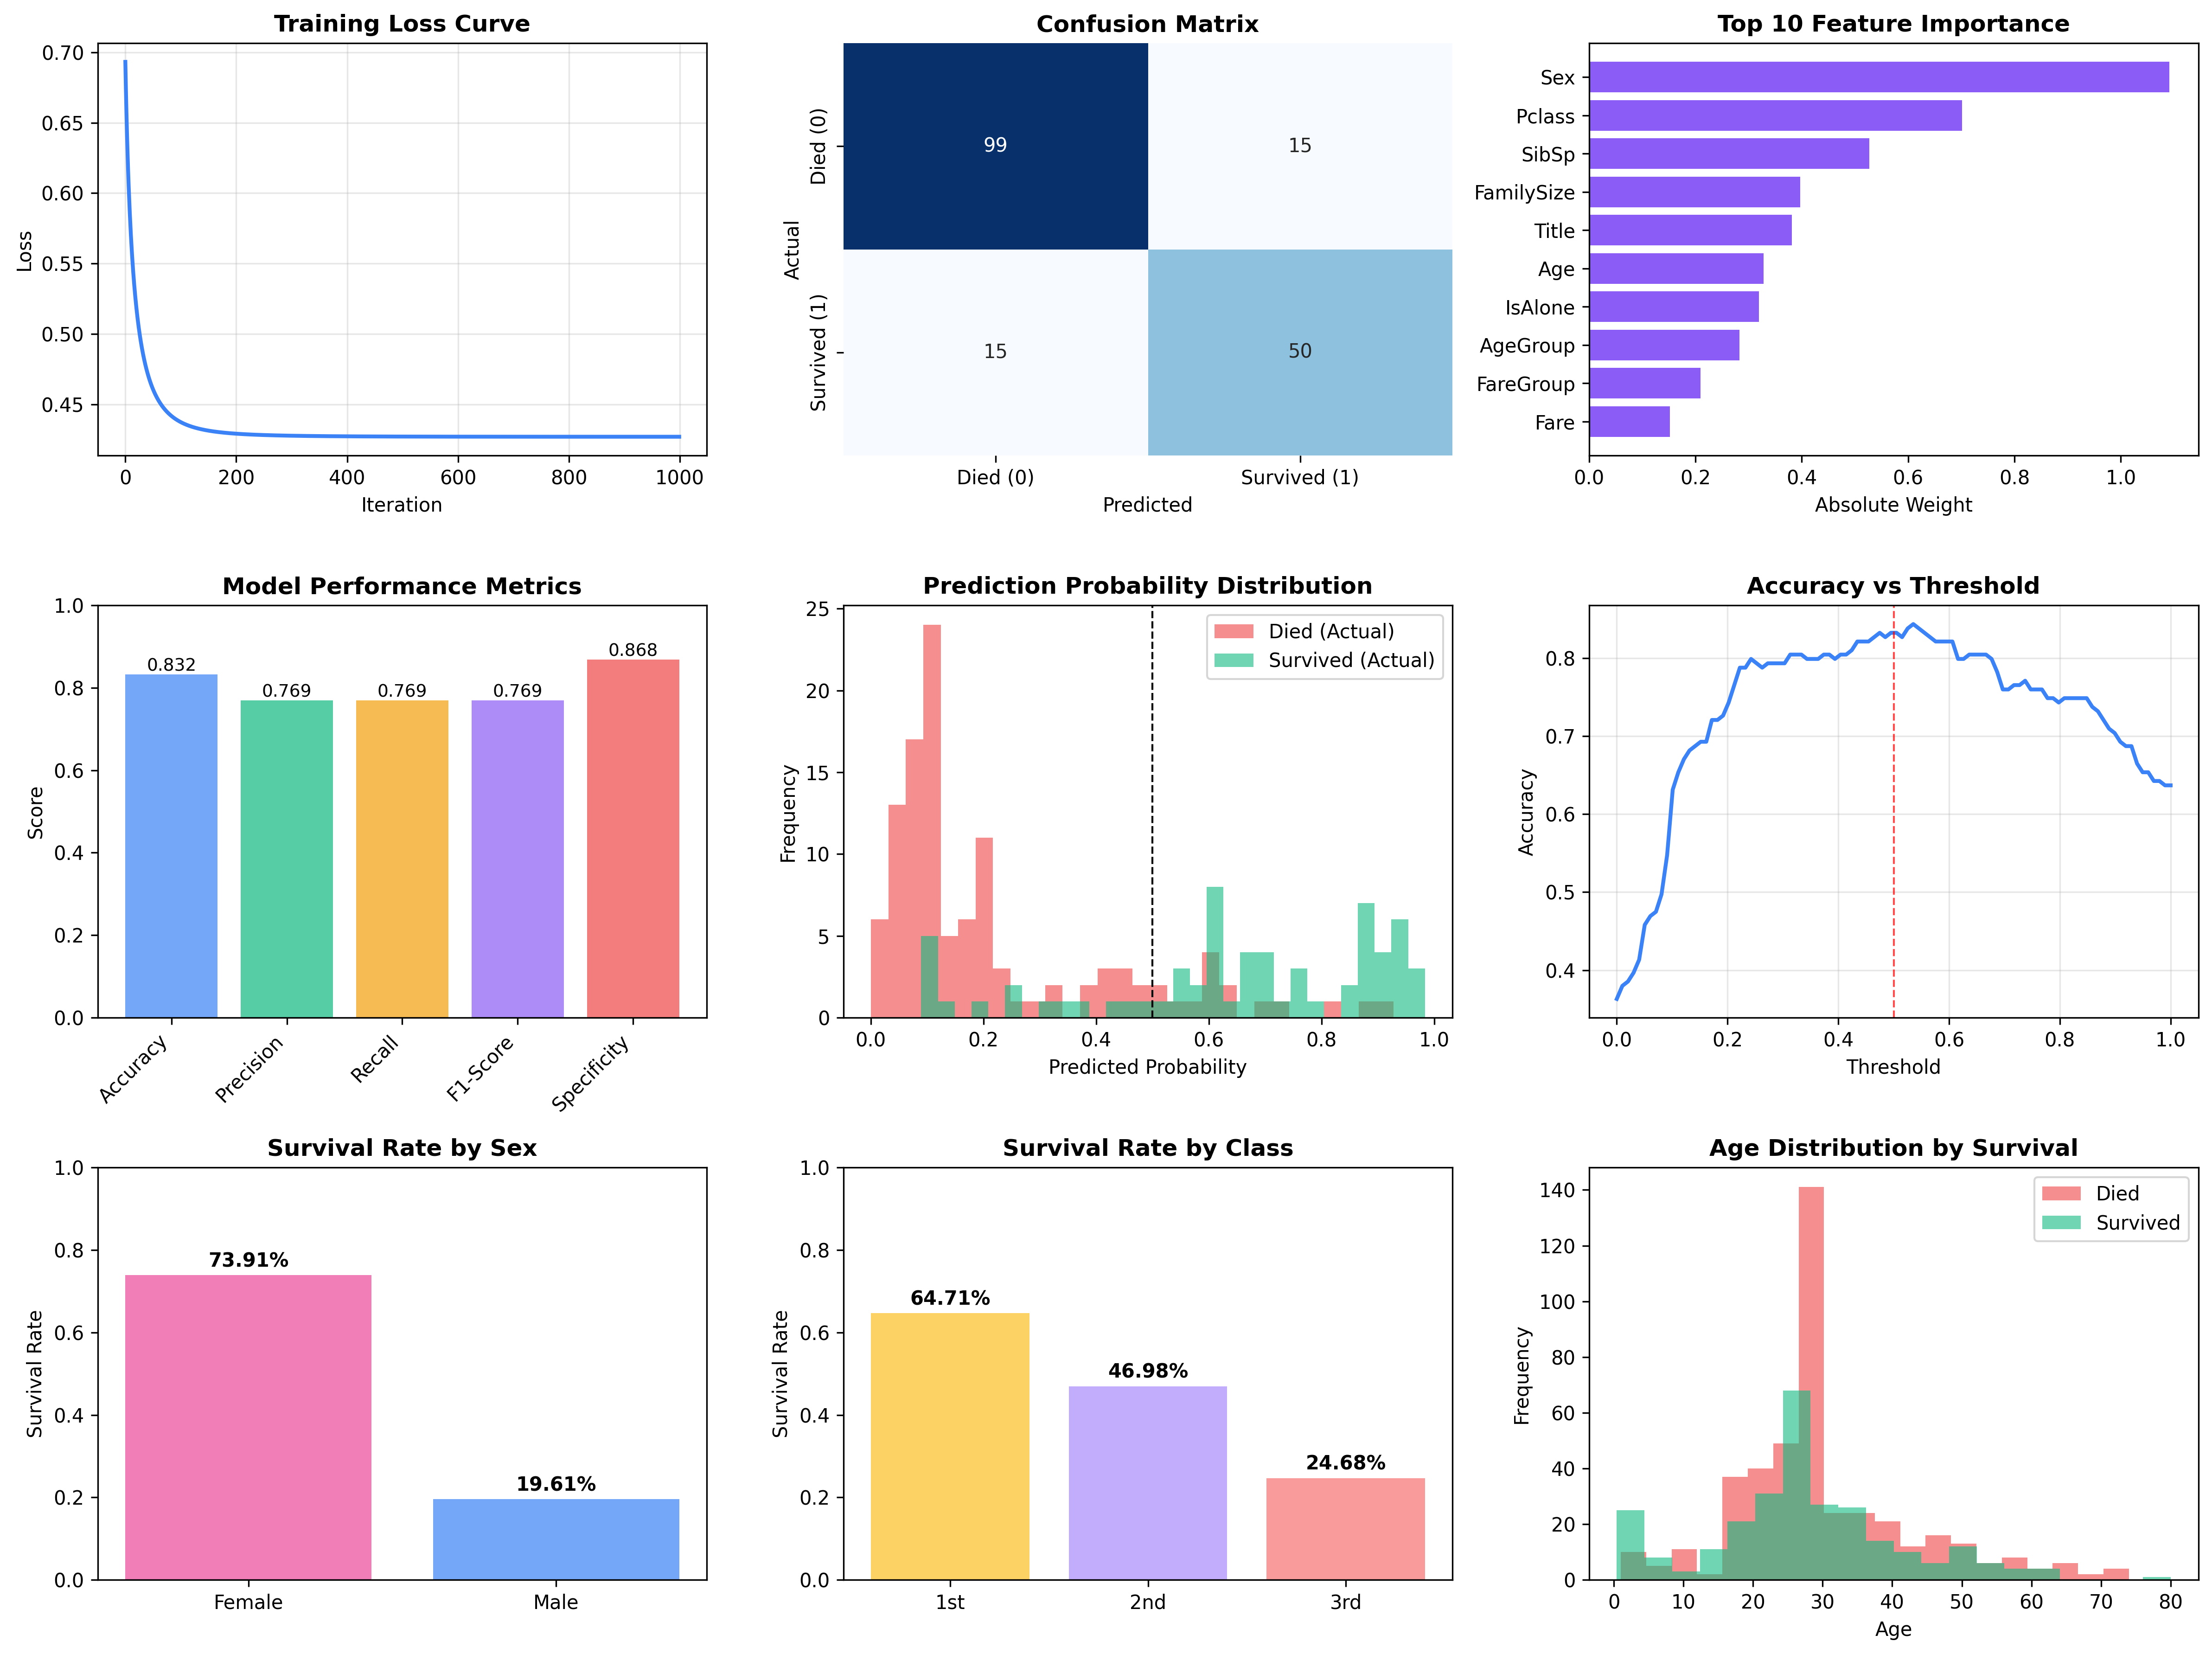 Training Loss Curve
0.70
0.65
0.60
0.55
0.50
0.45
Loss
0
200
400
600
800
1000
Iteration
Confusion Matrix
Actual
Died (0)
Survived (1)
99
15
15
50
Died (0)
Survived (1)
Predicted
Top 10 Feature Importance
Sex
Pclass
SibSp
FamilySize
Title
Age
IsAlone
AgeGroup
FareGroup
Fare
0.0
0.2
0.4
0.6
0.8
1.0
Absolute Weight
Model Performance Metrics
1.0
0.8
0.6
0.4
0.2
0.0
Score
0.832
0.769
0.769
0.769
0.868
Accuracy
Precision
Recall
F1-Score
Specificity
Prediction Probability Distribution
25
20
15
10
5
0
Frequency
Died (Actual)
Survived (Actual)
0.0
0.2
0.4
0.6
0.8
1.0
Predicted Probability
Accuracy vs Threshold
0.8
0.7
0.6
0.5
0.4
Accuracy
0.0
0.2
0.4
0.6
0.8
1.0
Threshold
Survival Rate by Sex
1.0
0.8
0.6
0.4
0.2
0.0
Survival Rate
73.91%
19.61%
Female
Male
Survival Rate by Class
1.0
0.8
0.6
0.4
0.2
0.0
Survival Rate
64.71%
46.98%
24.68%
1st
2nd
3rd
Age Distribution by Survival
140
120
100
80
60
40
20
0
Frequency
Died
Survived
0
10
20
30
40
50
60
70
80
Age